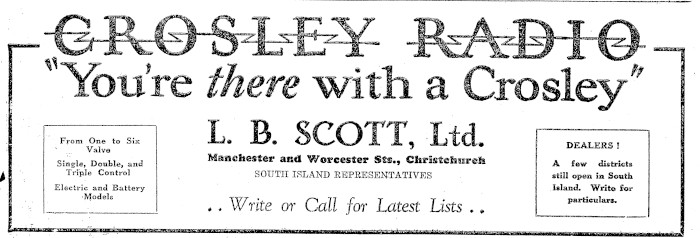 CROSLEY RADIO
"You're there with a Crosley"
From One to Six
Valve
Single, Double, and
Triple Control
Electric and Battery
Models
L. B. SCOTT, Ltd.
Manchester and Worcester Sts., Christchurch
SOUTH ISLAND REPRESENTATIVES
. . Write or Call for Latest Lists . .
DEALERS !
A few districts
still open in South
Island. Write for
particulars.